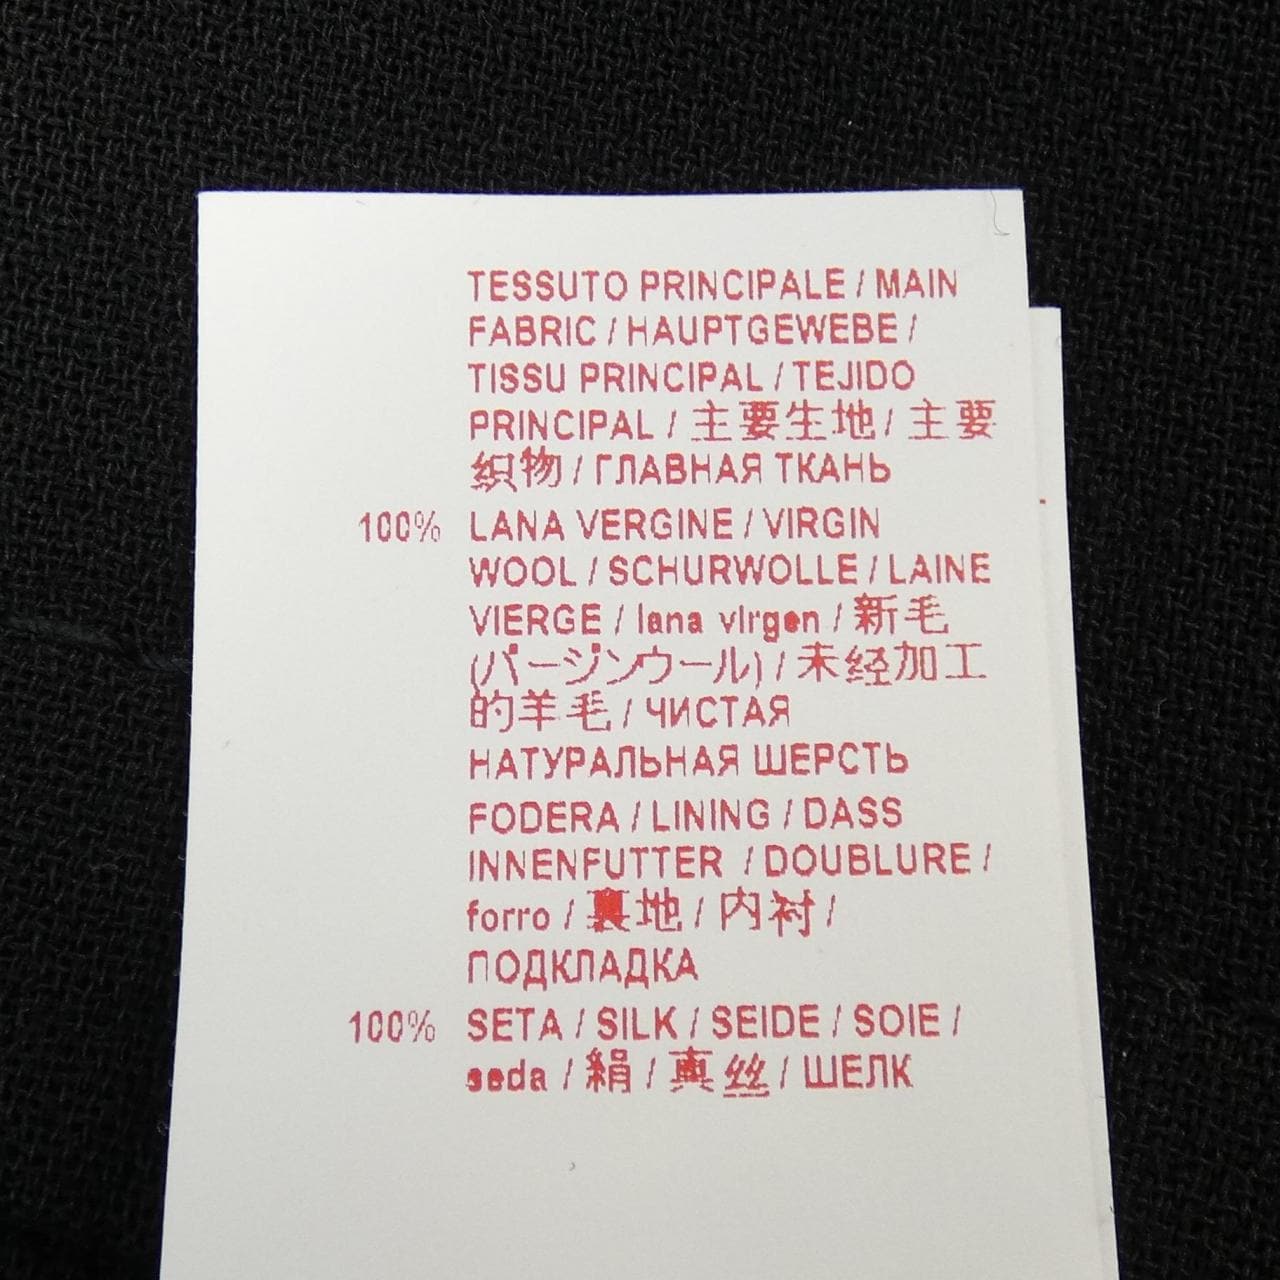 TESSUTO PRINCIPALE / MAIN
FABRIC / HAUPTGEWEBE /
TISSU PRINCIPAL / TEJIDO
PRINCIPAL / 主要生地 / 主要
织物 / ГЛАВНАЯ ТКАНЬ
100% LANA VERGINE / VIRGIN
WOOL / SCHURWOLLE / LAINE
VIERGE / lana virgen / 新毛
(バージンウール) / 未经加工
的羊毛 / ЧИСТАЯ
НАТУРАЛЬНАЯ ШЕРСТЬ
FODERA / LINING / DASS
INNENFUTTER / DOUBLURE /
forro / 裏地 / 内衬 /
ПОДКЛАДКА
100% SETA / SILK / SEIDE / SOIE /
seda / 絹 / 真丝 / ШЕЛК